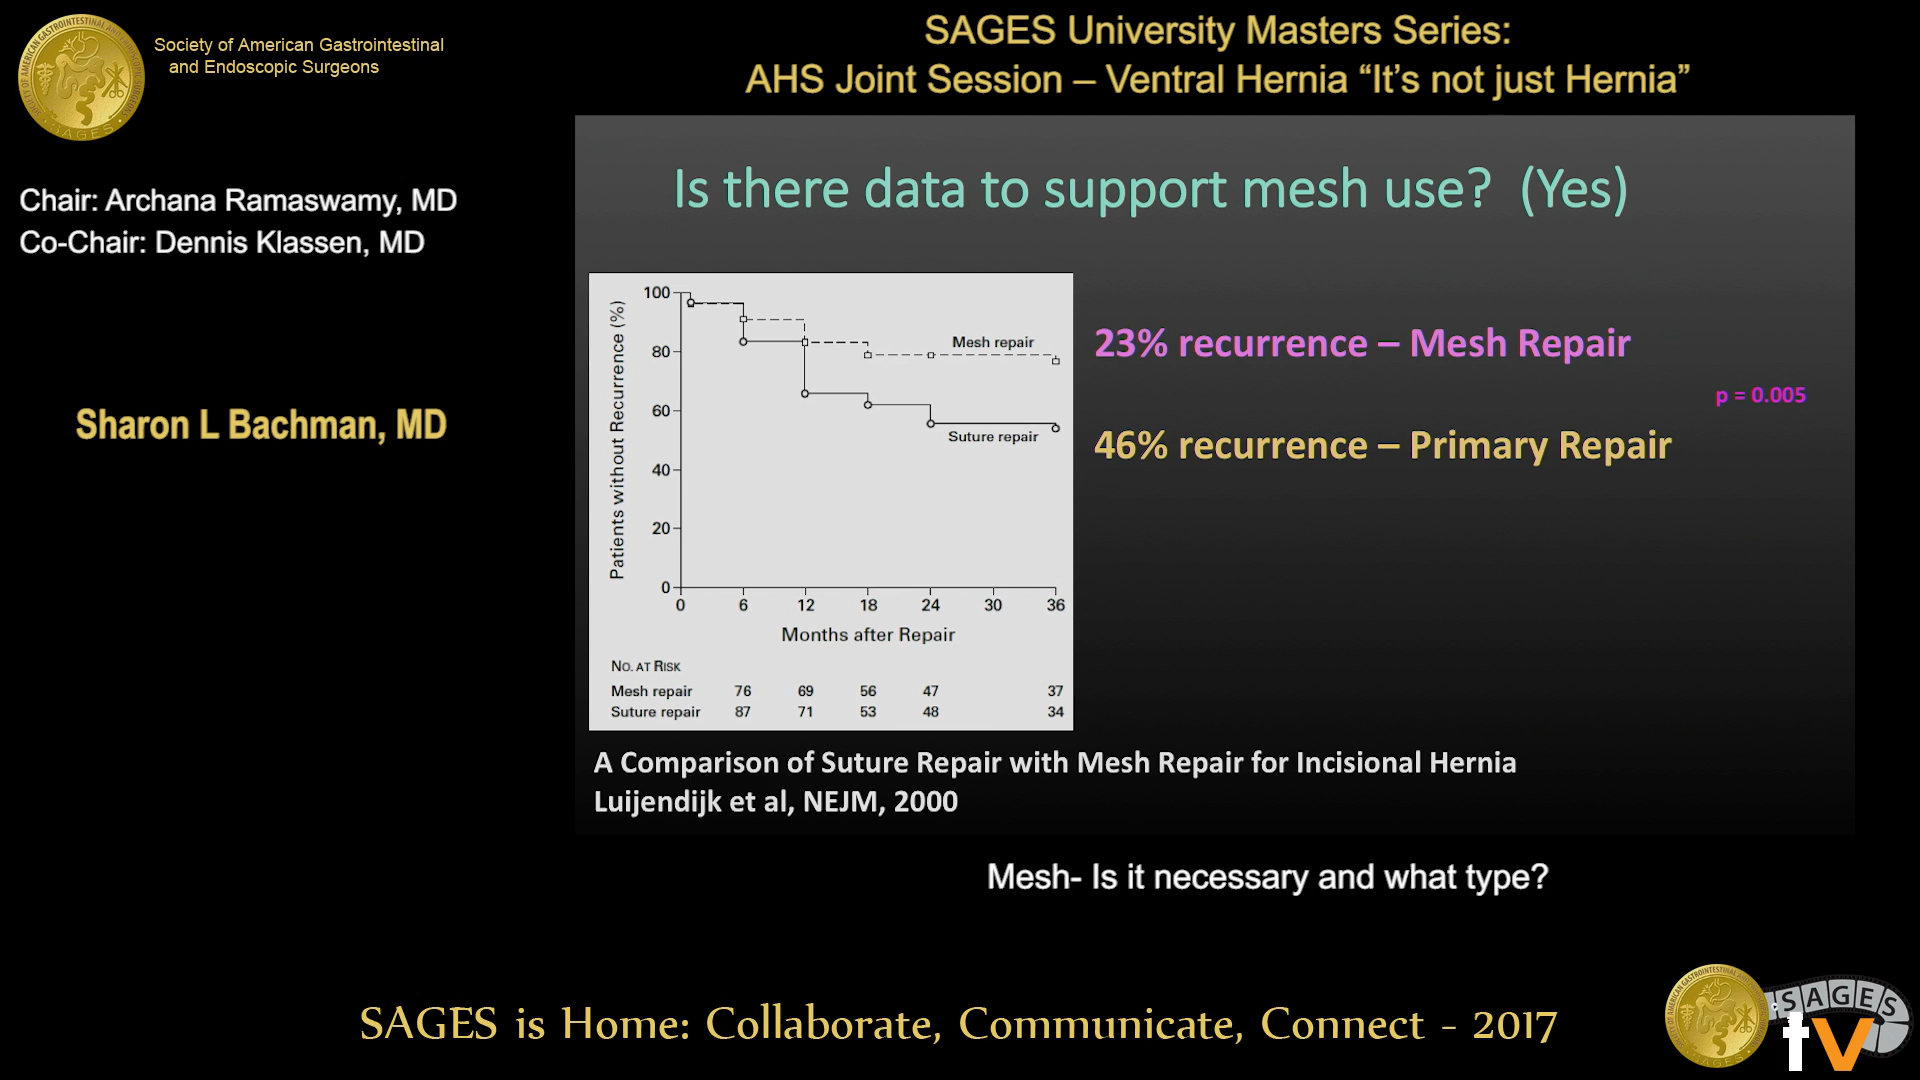 Society of American Gastrointestinal
and Endoscopic Surgeons
SAGES University Masters Series:
AHS Joint Session – Ventral Hernia “It’s not just Hernia”
Chair: Archana Ramaswamy, MD
Co-Chair: Dennis Klassen, MD
Sharon L Bachman, MD
Is there data to support mesh use? (Yes)
Patients without Recurrence (%)
100
80
60
40
20
0
Mesh repair
Suture repair
0 6 12 18 24 30 36
Months after Repair
NO. AT RISK
Mesh repair 76 69 56 47 37
Suture repair 87 71 53 48 34
23% recurrence – Mesh Repair
p = 0.005
46% recurrence – Primary Repair
A Comparison of Suture Repair with Mesh Repair for Incisional Hernia
Luijendijk et al, NEJM, 2000
Mesh- Is it necessary and what type?
SAGES is Home: Collaborate, Communicate, Connect - 2017
SAGES
tv